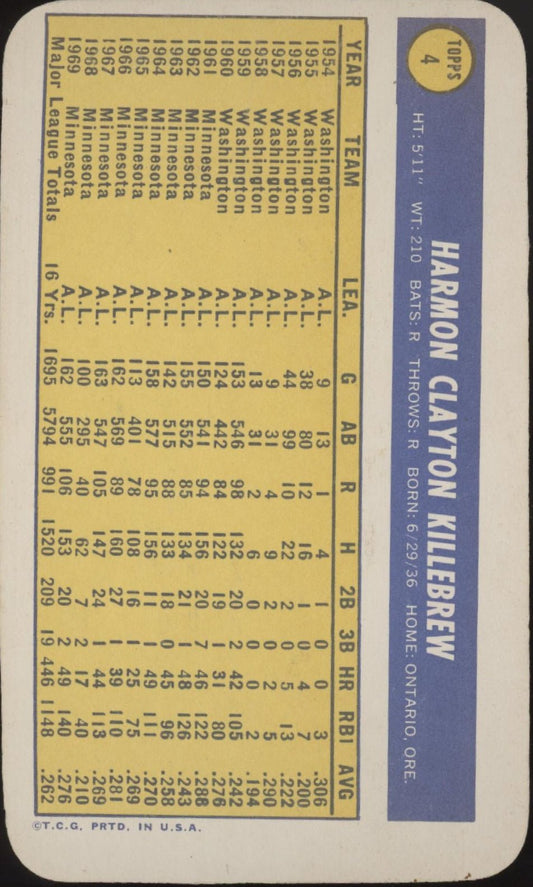 TOPPS
4
HARMON CLAYTON KILLEBREW
HT: 5'11" WT: 210 BATS: R THROWS: R BORN: 6/29/36 HOME: ONTARIO, ORE.
YEAR TEAM LEA. G AB R H 2B 3B HR RBI AVG
1954 Washington A.L. 9 13 1 4 1 0 0 3 .306
1955 Washington A.L. 38 80 12 16 1 0 4 7 .200
1956 Washington A.L. 44 99 10 22 2 0 5 13 .222
1957 Washington A.L. 9 31 4 9 2 0 2 5 .290
1958 Washington A.L. 13 31 2 6 0 0 0 2 .194
1959 Washington A.L. 153 546 98 132 20 2 42 105 .242
1960 Washington A.L. 124 442 84 122 19 1 31 80 .276
1961 Minnesota A.L. 150 541 94 156 20 7 46 122 .288
1962 Minnesota A.L. 155 552 85 134 21 1 48 126 .243
1963 Minnesota A.L. 142 515 88 133 18 0 45 96 .258
1964 Minnesota A.L. 158 577 95 156 11 1 49 111 .270
1965 Minnesota A.L. 113 401 78 108 16 1 25 75 .269
1966 Minnesota A.L. 162 569 89 160 27 1 39 110 .281
1967 Minnesota A.L. 163 547 105 147 24 1 44 113 .269
1968 Minnesota A.L. 100 295 40 62 7 2 17 40 .210
1969 Minnesota A.L. 162 555 106 153 20 2 49 140 .276
Major League Totals 16 Yrs. 1695 5794 991 1520 209 19 446 1148 .262
©T.C.G. PRTD. IN U.S.A.